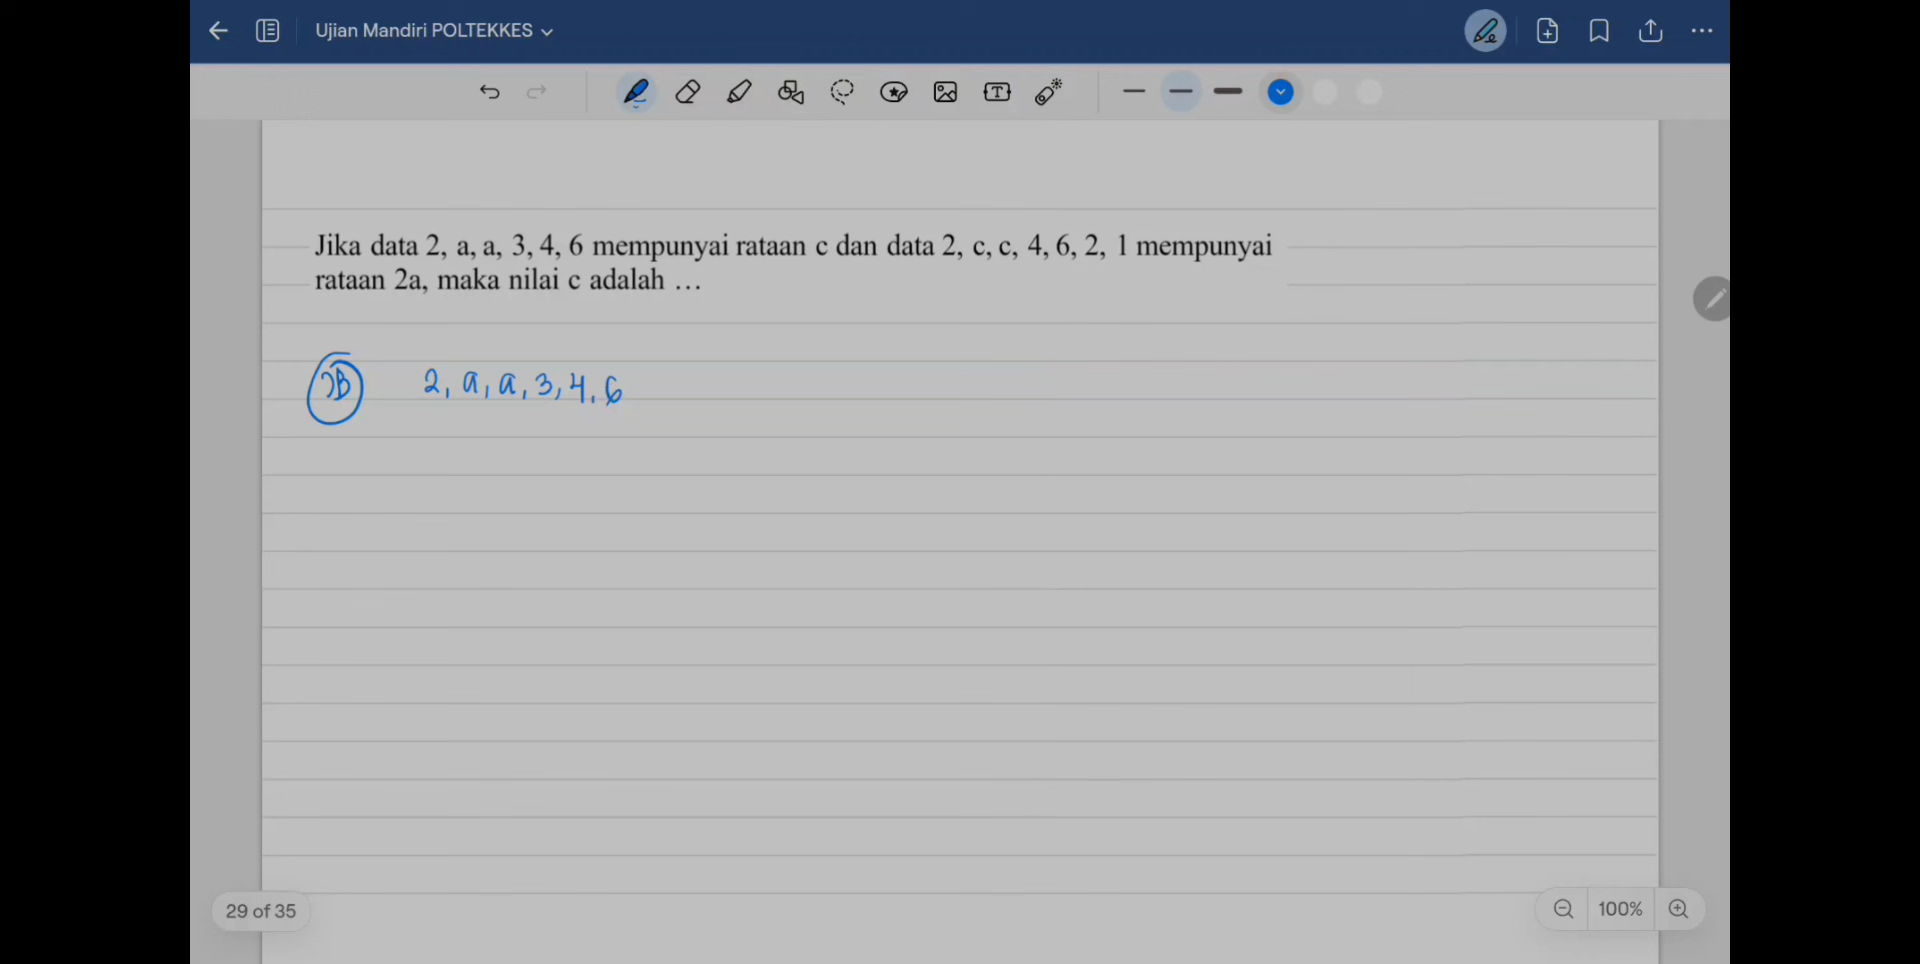 Ujian Mandiri POLTEKKES
Jika data 2, a, a, 3, 4, 6 mempunyai rataan c dan data 2, c, c, 4, 6, 2, 1 mempunyai
rataan 2a, maka nilai c adalah …
JB 2, a, a, 3, 4, 6
29 of 35
100%